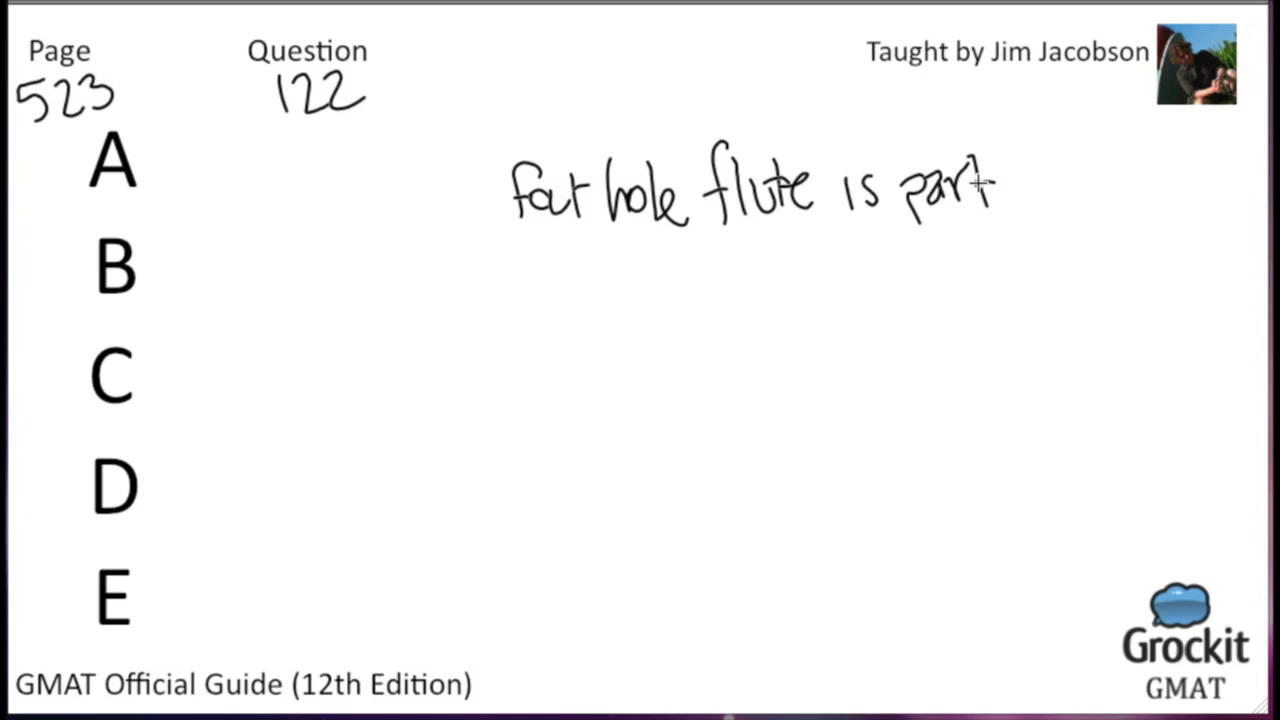 Page Question Taught by Jim Jacobson
523 122
A
four hole flute is part
B
C
D
E
Grockit
GMAT
GMAT Official Guide (12th Edition)